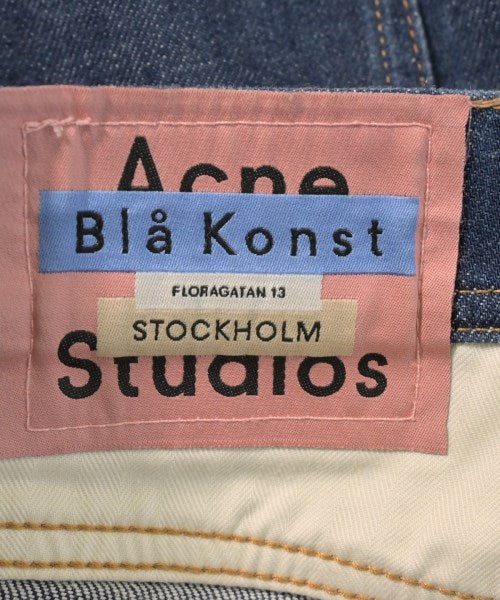 Acne
Blå Konst
FLORAGATAN 13
STOCKHOLM
Studios